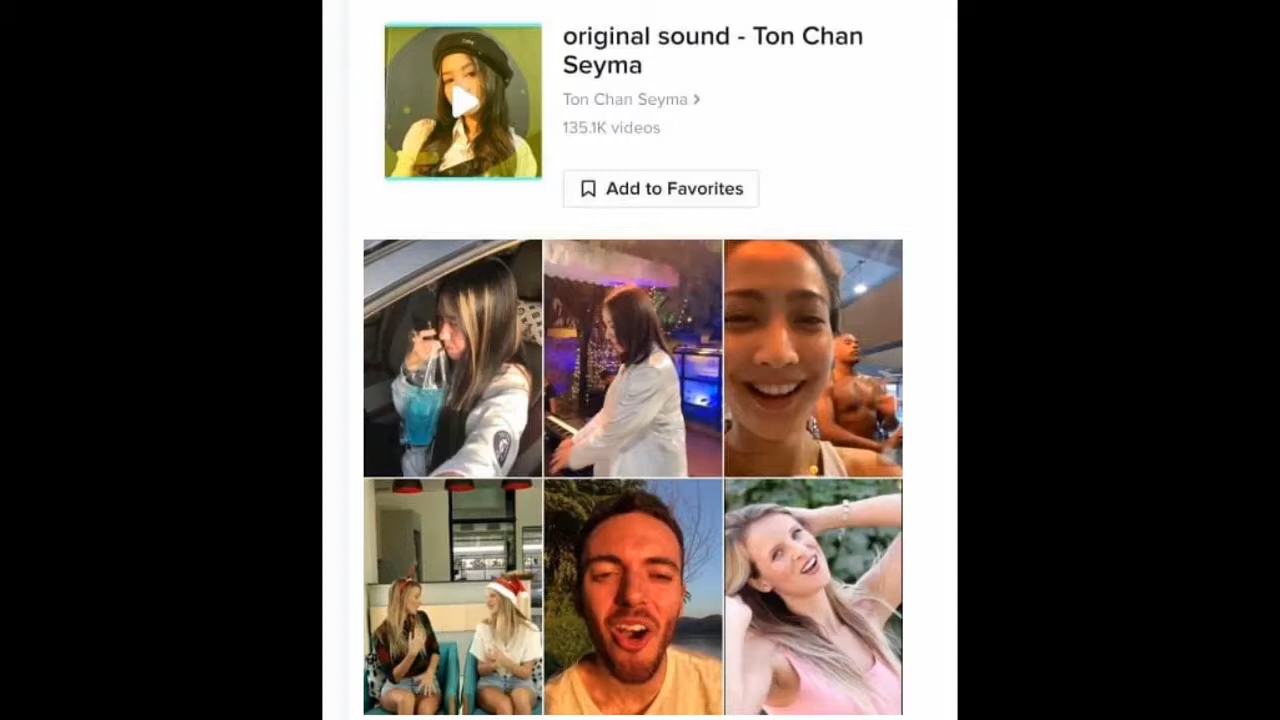 original sound - Ton Chan
Seyma
Ton Chan Seyma >
135.1K videos
Add to Favorites